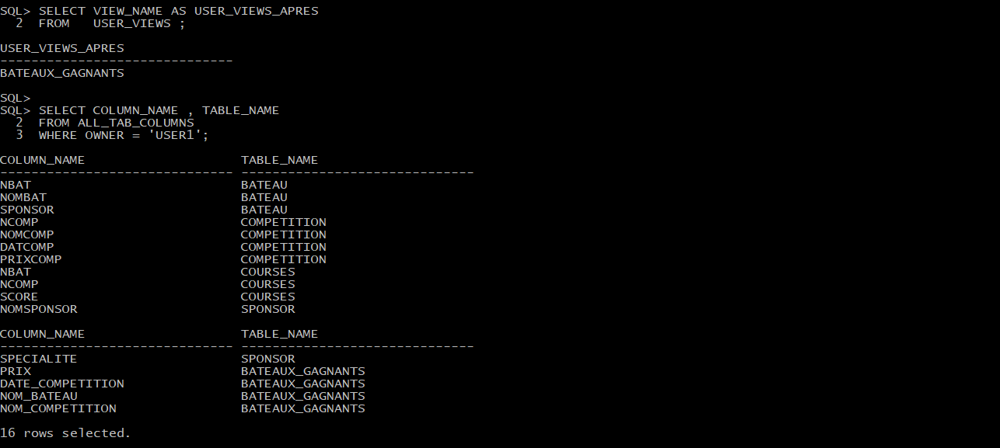 SQL> SELECT VIEW_NAME AS USER_VIEWS_APRES
  2  FROM   USER_VIEWS ;
USER_VIEWS_APRES
------------------------------
BATEAUX_GAGNANTS
SQL>
SQL> SELECT COLUMN_NAME , TABLE_NAME
  2  FROM ALL_TAB_COLUMNS
  3  WHERE OWNER = 'USER1';
COLUMN_NAME                    TABLE_NAME
------------------------------ ------------------------------
NBAT                           BATEAU
NOMBAT                         BATEAU
SPONSOR                        BATEAU
NCOMP                          COMPETITION
NOMCOMP                        COMPETITION
DATCOMP                        COMPETITION
PRIXCOMP                       COMPETITION
NBAT                           COURSES
NCOMP                          COURSES
SCORE                          COURSES
NOMSPONSOR                     SPONSOR
COLUMN_NAME                    TABLE_NAME
------------------------------ ------------------------------
SPECIALITE                     SPONSOR
PRIX                           BATEAUX_GAGNANTS
DATE_COMPETITION               BATEAUX_GAGNANTS
NOM_BATEAU                     BATEAUX_GAGNANTS
NOM_COMPETITION                BATEAUX_GAGNANTS
16 rows selected.